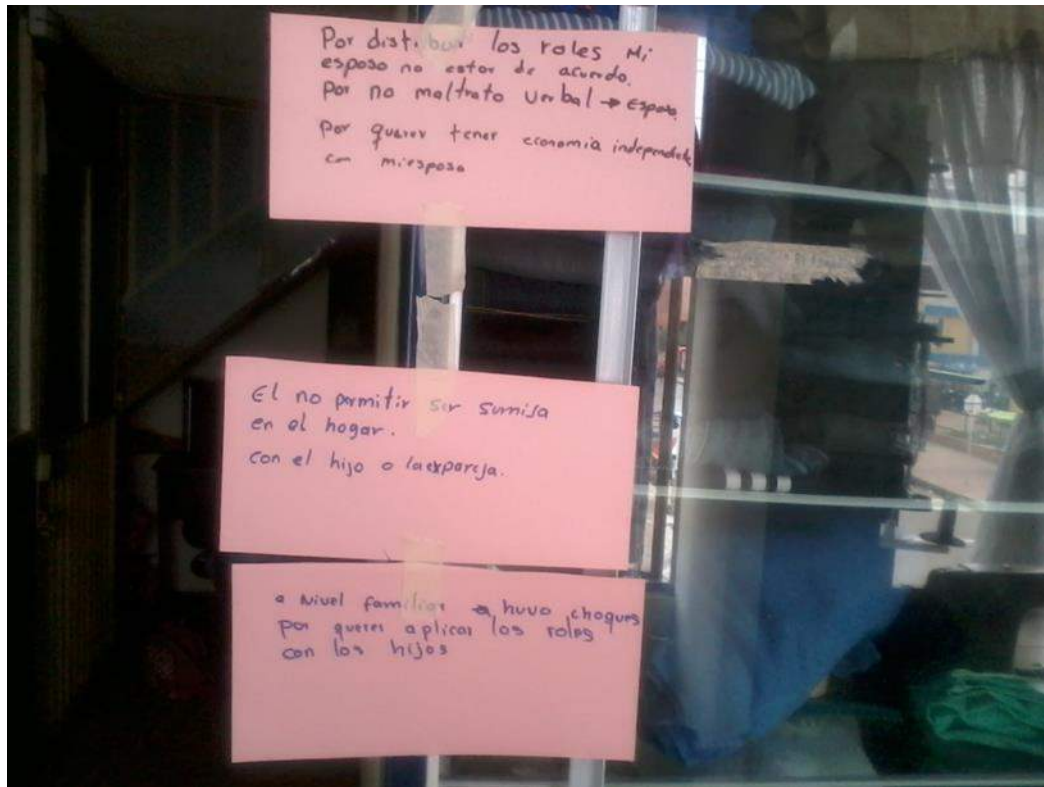 Por distribuir los roles Mi
esposo no estar de acuerdo.
Por no maltrato verbal → Esposo
por querer tener economia independiente
con mi esposo
El no permitir ser sumisa
en el hogar.
con el hijo o la expareja.
a Nivel familiar → huvo choques
por querer aplicar los roles
con los hijos